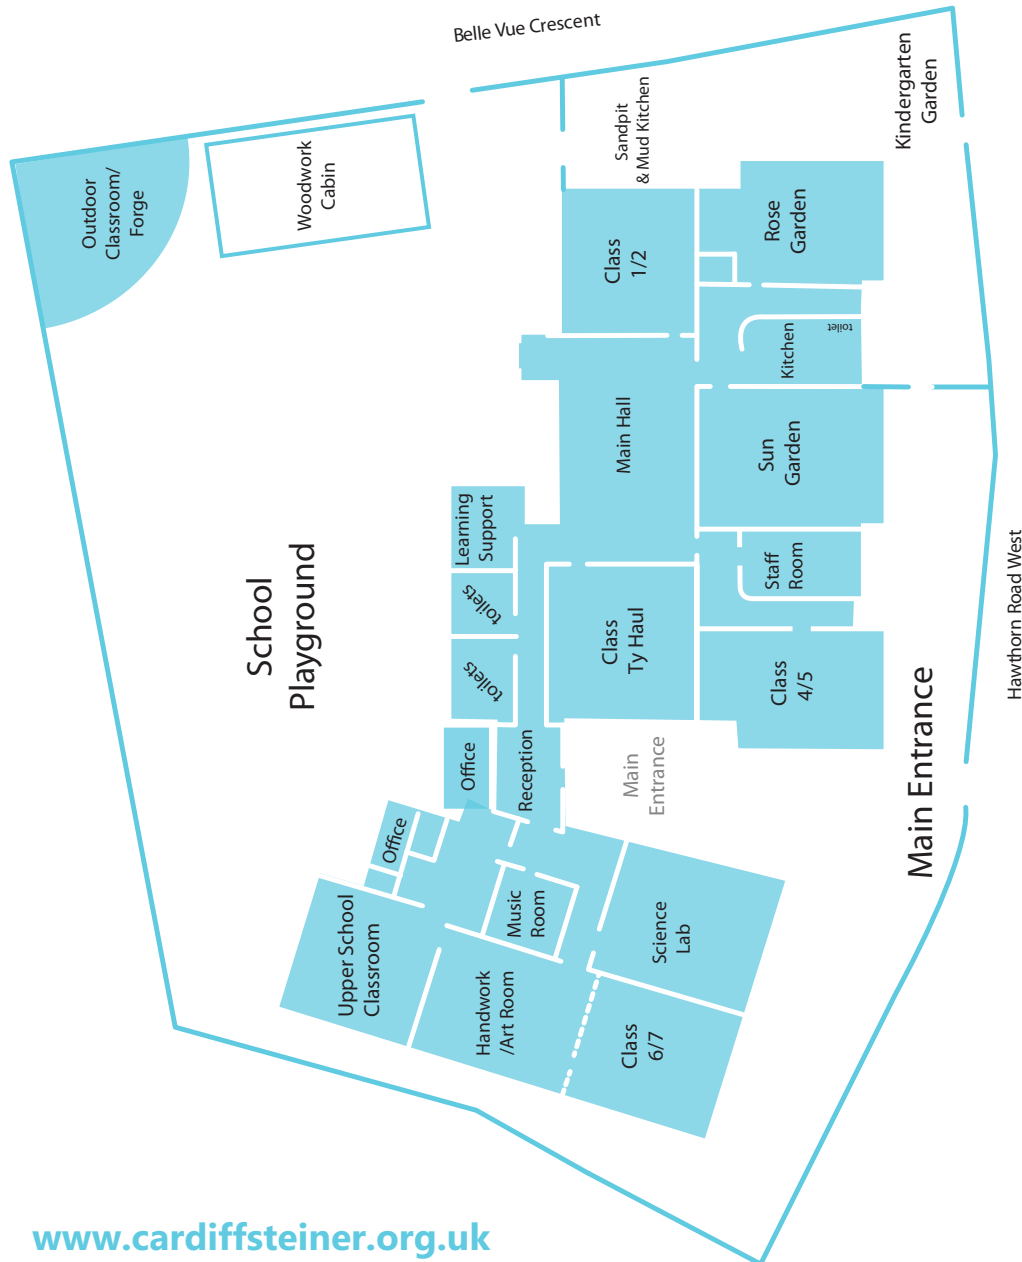 Belle Vue Crescent
Sandpit
& Mud Kitchen
Kindergarten
Garden
Outdoor
Classroom/
Forge
Woodwork
Cabin
Class
1/2
Rose
Garden
Kitchen
toilet
Main Hall
Sun
Garden
Learning
Support
toilets
toilets
School
Playground
Staff
Room
Class
Ty Haul
Class
4/5
Hawthorn Road West
Main Entrance
Main
Entrance
Office
Reception
Office
Music
Room
Science
Lab
Upper School
Classroom
Handwork
/Art Room
Class
6/7
www.cardiffsteiner.org.uk